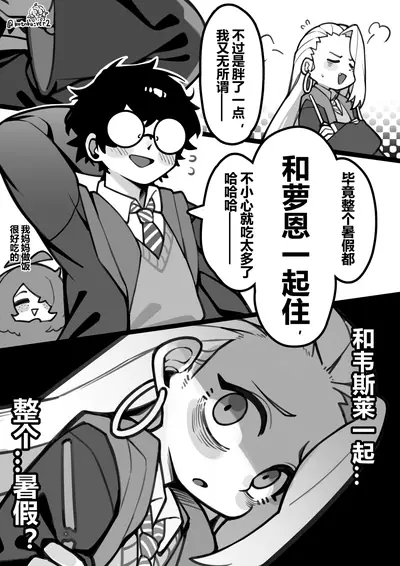 不过是胖了一点，
我又无所谓——
毕竟整个暑假都
和萝恩一起住，
不小心就吃太多了
哈哈哈——
我妈妈做饭
很好吃的
和韦斯莱一起…
整个…暑假？